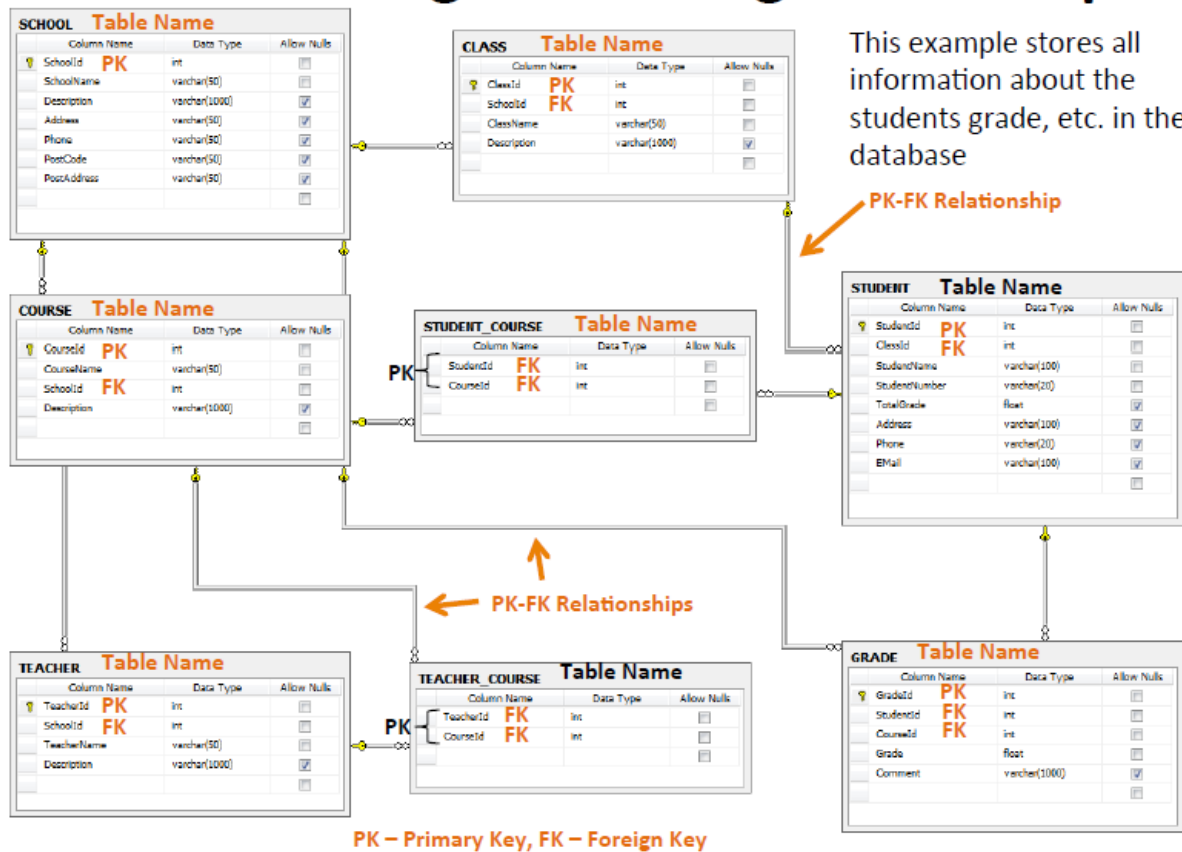 SCHOOL Table Name
Column Name Data Type Allow Nulls
SchoolId PK int
SchoolName varchar(50)
Description varchar(1000)
Address varchar(50)
Phone varchar(50)
PostCode varchar(50)
PostAddress varchar(50)
CLASS Table Name
Column Name Data Type Allow Nulls
ClassId PK int
SchoolId FK int
ClassName varchar(50)
Description varchar(1000)
This example stores all
information about the
students grade, etc. in the
database
PK-FK Relationship
COURSE Table Name
Column Name Data Type Allow Nulls
CourseId PK int
CourseName varchar(50)
SchoolId FK int
Description varchar(1000)
STUDENT_COURSE Table Name
Column Name Data Type Allow Nulls
PK
StudentId FK int
CourseId FK int
STUDENT Table Name
Column Name Data Type Allow Nulls
StudentId PK int
ClassId FK int
StudentName varchar(100)
StudentNumber varchar(20)
TotalGrade float
Address varchar(100)
Phone varchar(20)
EMail varchar(100)
PK-FK Relationships
TEACHER Table Name
Column Name Data Type Allow Nulls
TeacherId PK int
SchoolId FK int
TeacherName varchar(50)
Description varchar(1000)
TEACHER_COURSE Table Name
Column Name Data Type Allow Nulls
PK
TeacherId FK int
CourseId FK int
GRADE Table Name
Column Name Data Type Allow Nulls
GradeId PK int
StudentId FK int
CourseId FK int
Grade float
Comment varchar(1000)
PK – Primary Key, FK – Foreign Key